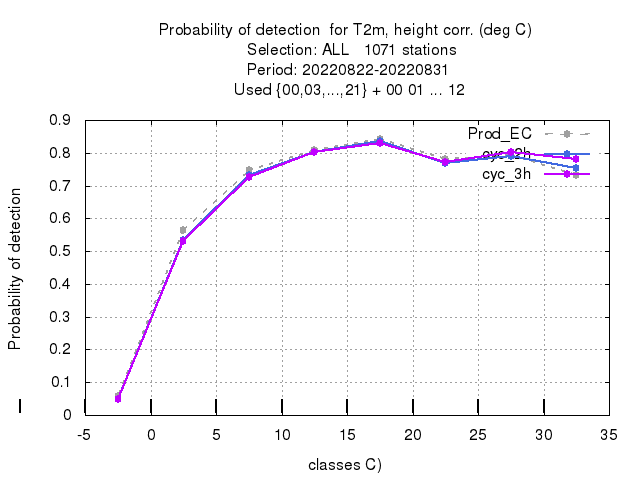 Probability of detection for T2m, height corr. (deg C)
Selection: ALL 1071 stations
Period: 20220822-20220831
Used {00,03,...,21} + 00 01 ... 12
Probability of detection
0.9
0.8
0.7
0.6
0.5
0.4
0.3
0.2
0.1
0
Prod_EC
cyc_2h
cyc_3h
-5 0 5 10 15 20 25 30 35
classes C)